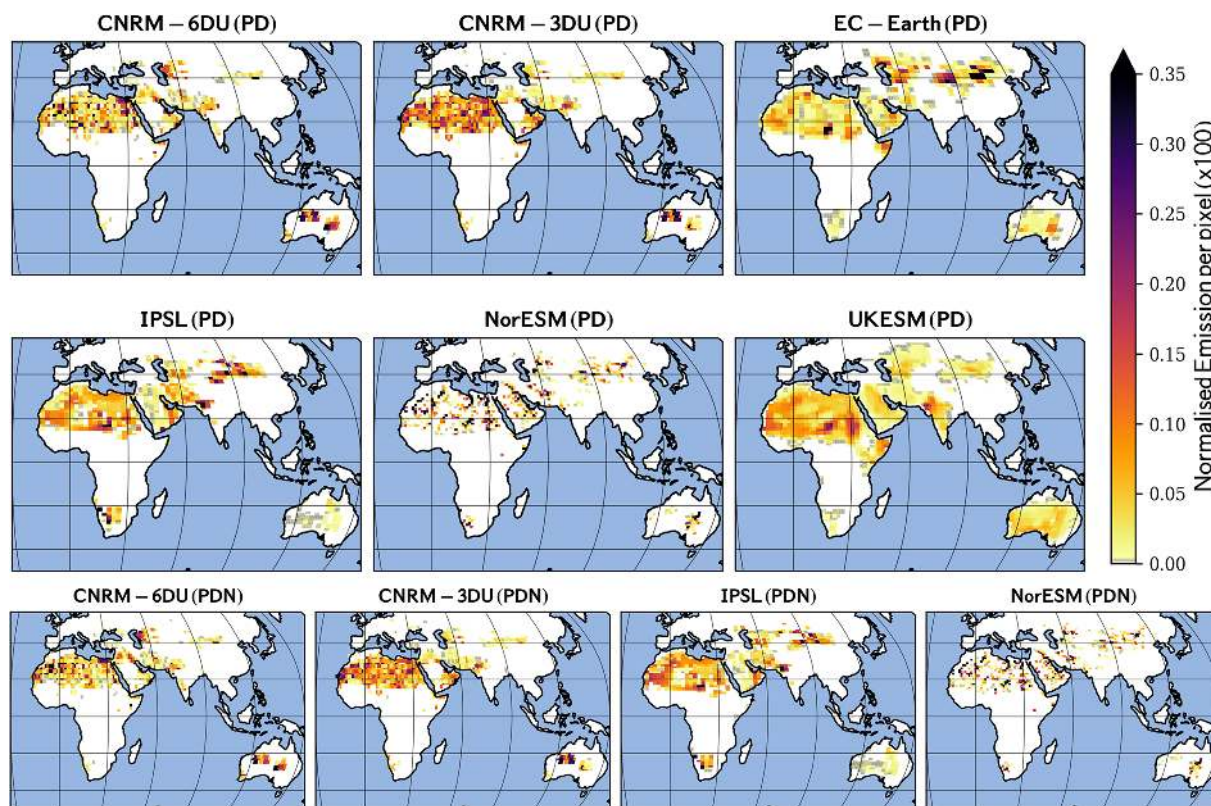 CNRM – 6DU (PD)
CNRM – 3DU (PD)
EC – Earth (PD)
IPSL (PD)
NorESM (PD)
UKESM (PD)
CNRM – 6DU (PDN)
CNRM – 3DU (PDN)
IPSL (PDN)
NorESM (PDN)
0.35
0.30
0.25
0.20
0.15
0.10
0.05
0.00
Normalised Emission per pixel (x100)